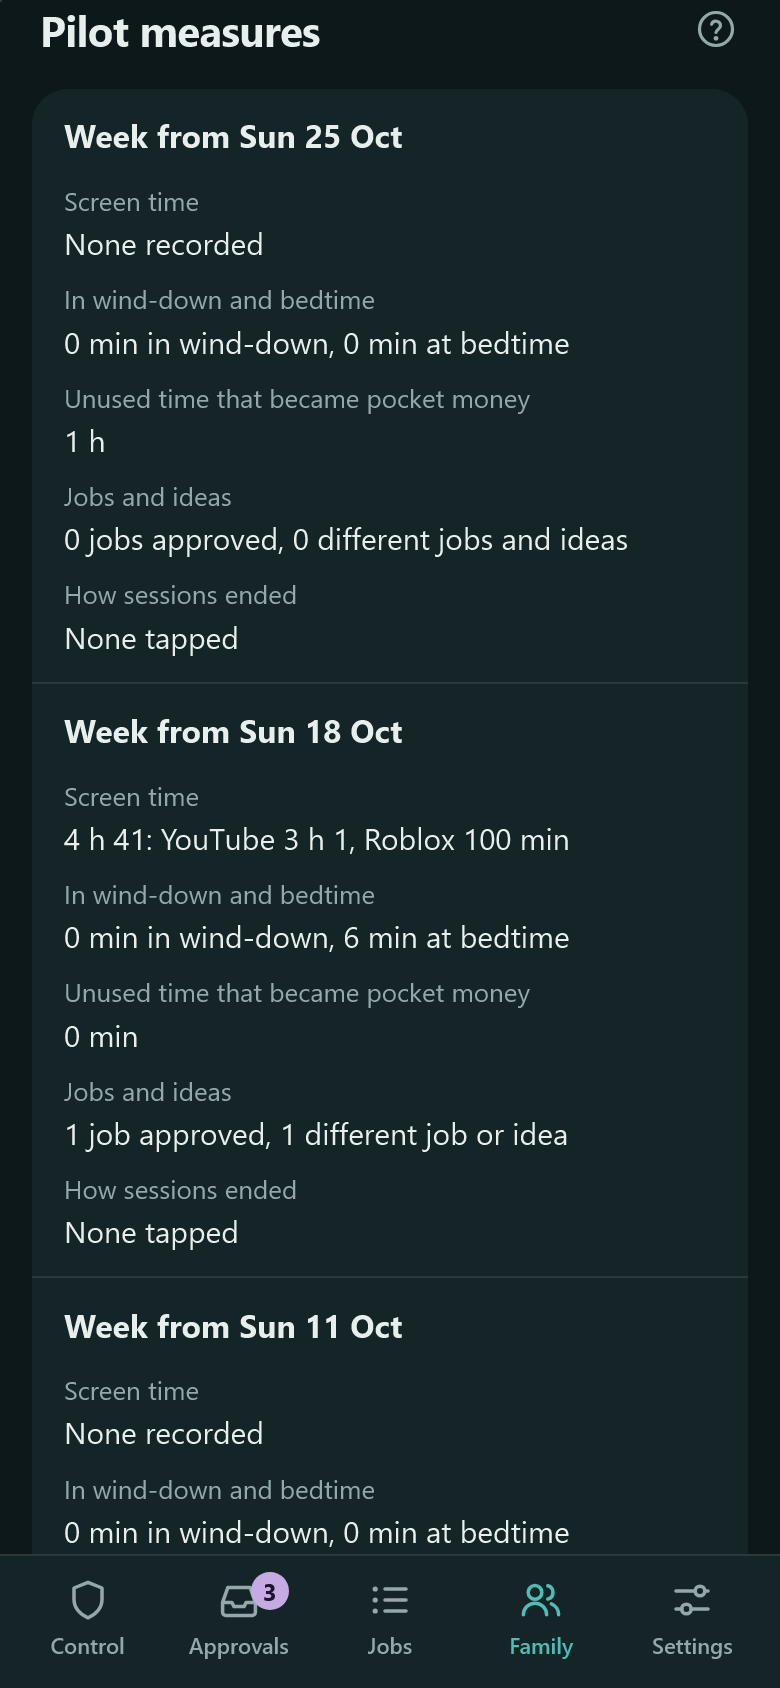 Pilot measures
Week from Sun 25 Oct
Screen time
None recorded
In wind-down and bedtime
0 min in wind-down, 0 min at bedtime
Unused time that became pocket money
1 h
Jobs and ideas
0 jobs approved, 0 different jobs and ideas
How sessions ended
None tapped
Week from Sun 18 Oct
Screen time
4 h 41: YouTube 3 h 1, Roblox 100 min
In wind-down and bedtime
0 min in wind-down, 6 min at bedtime
Unused time that became pocket money
0 min
Jobs and ideas
1 job approved, 1 different job or idea
How sessions ended
None tapped
Week from Sun 11 Oct
Screen time
None recorded
In wind-down and bedtime
0 min in wind-down, 0 min at bedtime
3
Control Approvals Jobs Family Settings